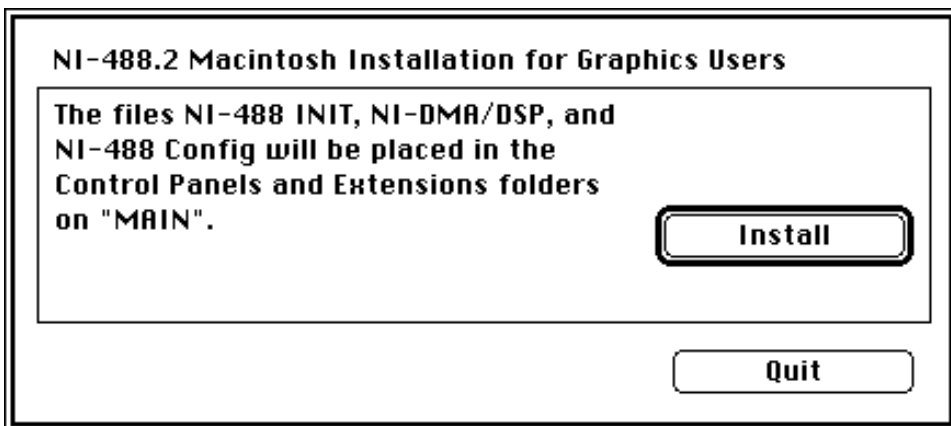 NI-488.2 Macintosh Installation for Graphics Users
The files NI-488 INIT, NI-DMA/DSP, and
NI-488 Config will be placed in the
Control Panels and Extensions folders
on "MAIN".
Install
Quit